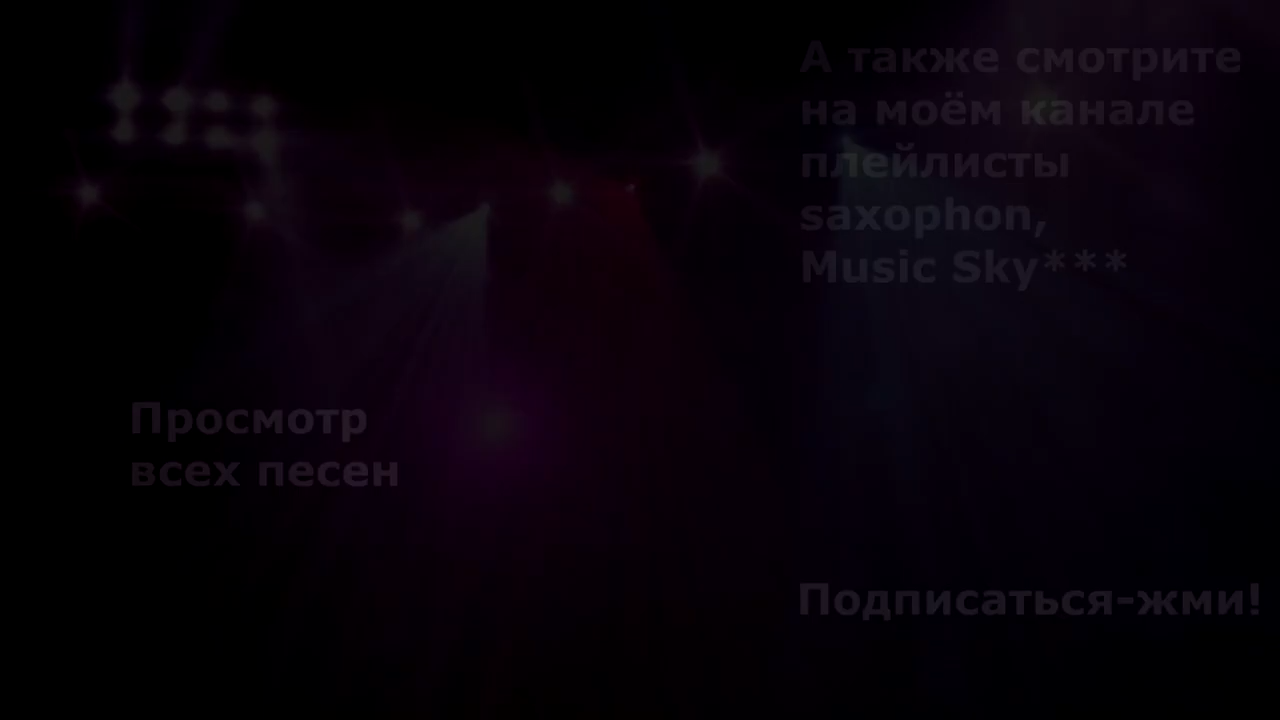 А также смотрите
на моём канале
плейлисты
saxophon,
Music Sky***
Просмотр
всех песен
Подписаться-жми!